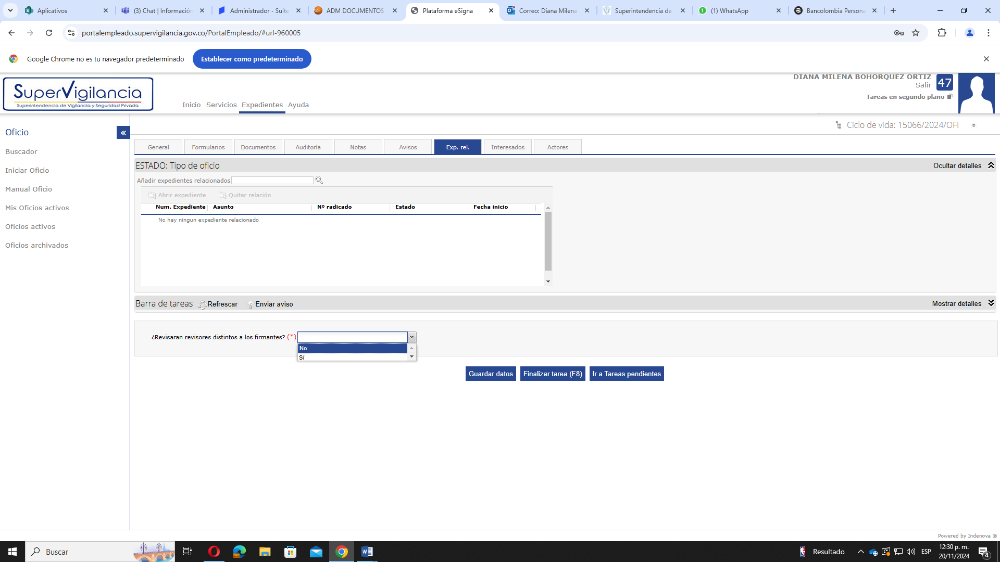 Aplicativos
(3) Chat | Información
Administrador - Suite
ADM DOCUMENTOS
Plataforma eSigna
Correo: Diana Milena
Superintendencia de
(1) WhatsApp
Bancolombia Persona
portalempleado.supervigilancia.gov.co/PortalEmpleado/#url-960005
Google Chrome no es tu navegador predeterminado
Establecer como predeterminado
SuperVigilancia
Superintendencia de Vigilancia y Seguridad Privada
Inicio Servicios Expedientes Ayuda
DIANA MILENA BOHORQUEZ ORTIZ
Salir
47
Tareas en segundo plano
Ciclo de vida: 15066/2024/OFI
Oficio
Buscador
Iniciar Oficio
Manual Oficio
Mis Oficios activos
Oficios activos
Oficios archivados
General Formularios Documentos Auditoría Notas Avisos Exp. rel. Interesados Actores
ESTADO: Tipo de oficio
Ocultar detalles
Añadir expedientes relacionados
Abrir expediente Quitar relación
Num. Expediente Asunto Nº radicado Estado Fecha inicio
No hay ningun expediente relacionado
Barra de tareas Refrescar Enviar aviso
Mostrar detalles
¿Revisaran revisores distintos a los firmantes? (*)
No
Sí
Guardar datos Finalizar tarea (F8) Ir a Tareas pendientes
Powered by Indenova ®
Buscar
Resultado
ESP
12:30 p. m.
20/11/2024
4